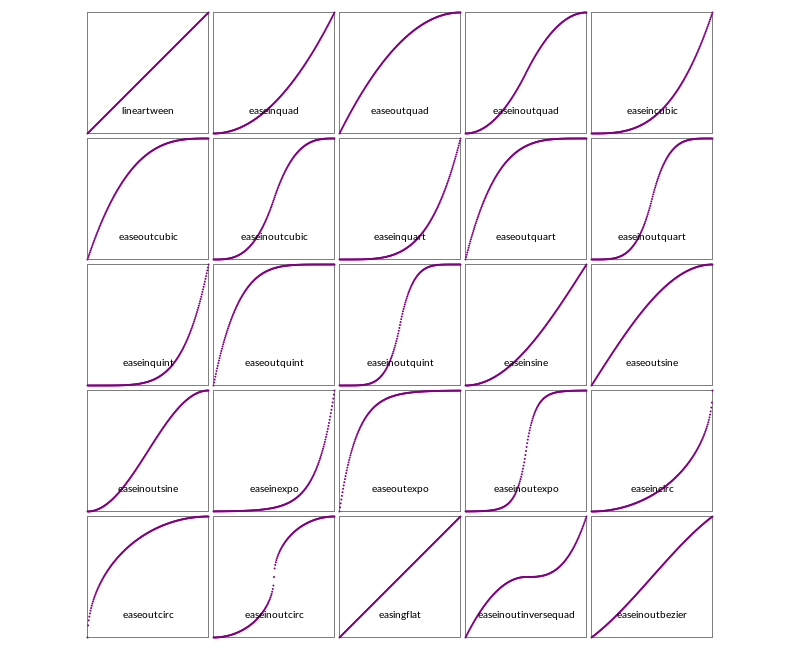 lineartween
easeinquad
easeoutquad
easeinoutquad
easeincubic
easeoutcubic
easeinoutcubic
easeinquart
easeoutquart
easeinoutquart
easeinquint
easeoutquint
easeinoutquint
easeinsine
easeoutsine
easeinoutsine
easeinexpo
easeoutexpo
easeinoutexpo
easeincirc
easeoutcirc
easeinoutcirc
easingflat
easeinoutinversequad
easeinoutbezier